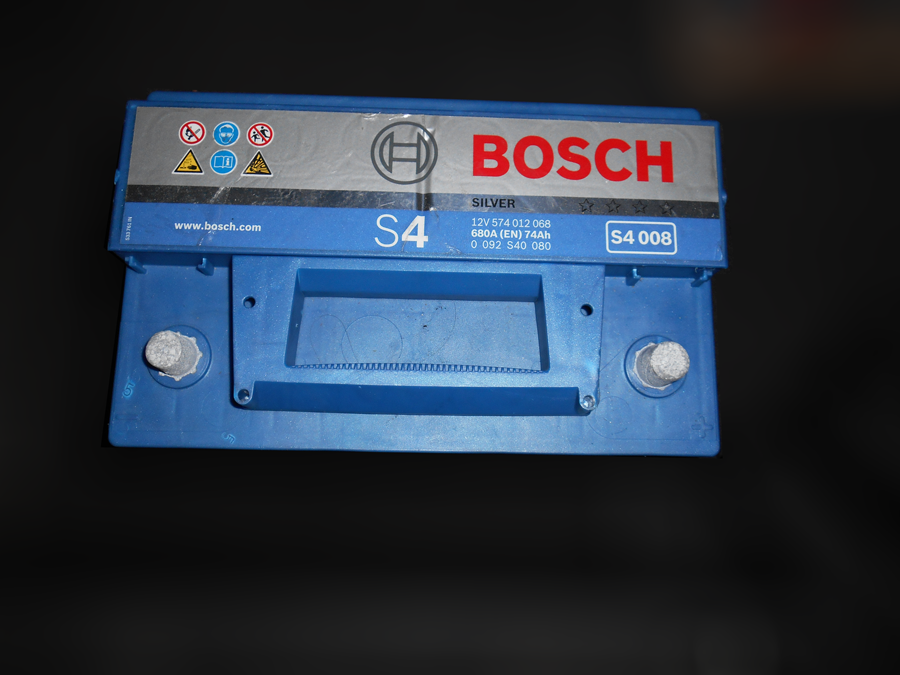 BOSCH
SILVER
www.bosch.com
S4
12V 574 012 068
680A (EN) 74Ah
0 092 S40 080
S4 008